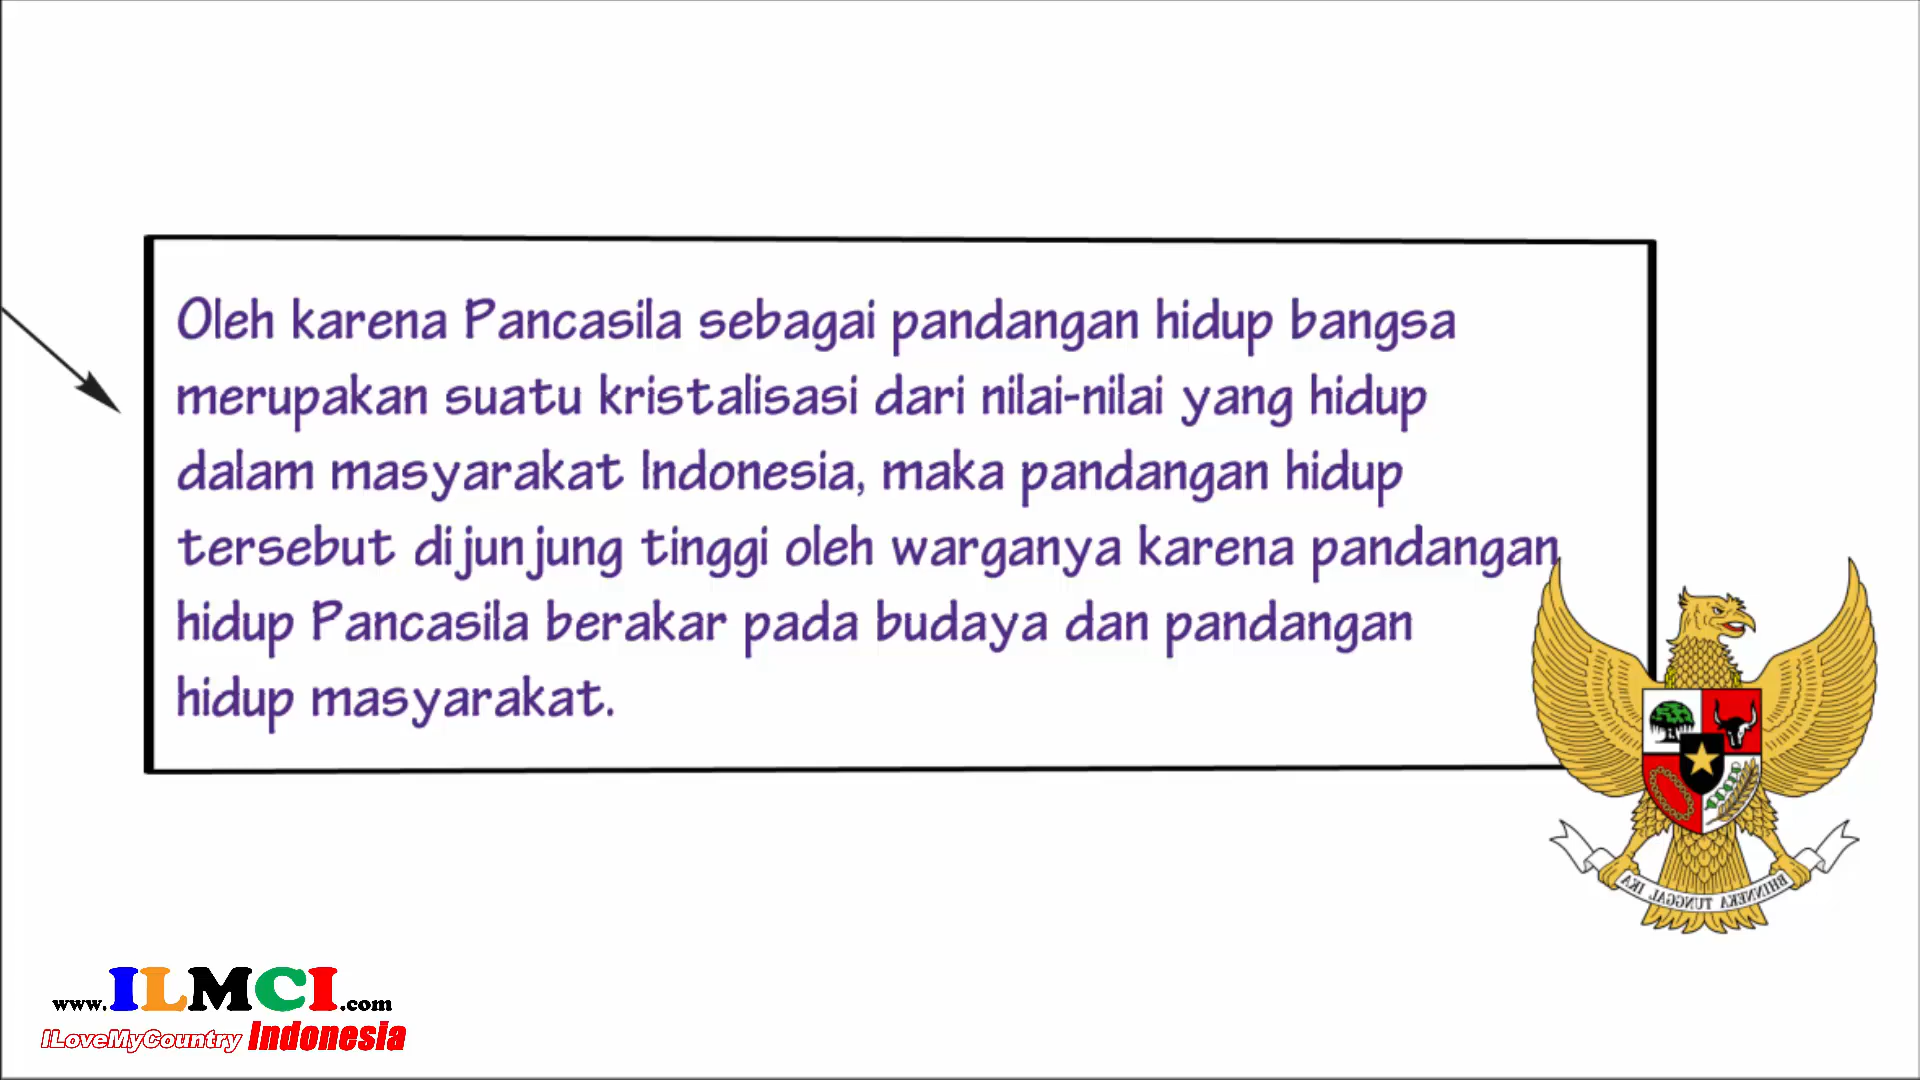 Oleh karena Pancasila sebagai pandangan hidup bangsa
merupakan suatu kristalisasi dari nilai-nilai yang hidup
dalam masyarakat Indonesia, maka pandangan hidup
tersebut dijunjung tinggi oleh warganya karena pandangan
hidup Pancasila berakar pada budaya dan pandangan
hidup masyarakat.
BHINNEKA TUNGGAL IKA
www.ILMCI.com
ILoveMyCountry Indonesia